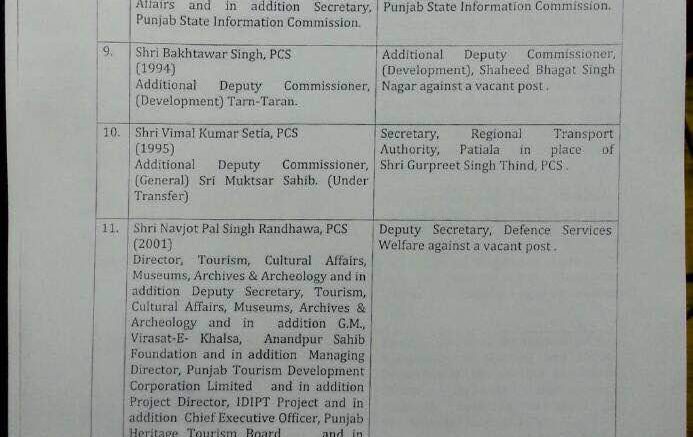 Affairs and in addition Secretary,
Punjab State Information Commission.
Punjab State Information Commission.
9.
Shri Bakhtawar Singh, PCS
(1994)
Additional Deputy Commissioner,
(Development) Tarn-Taran.
Additional Deputy Commissioner,
(Development), Shaheed Bhagat Singh
Nagar against a vacant post .
10.
Shri Vimal Kumar Setia, PCS
(1995)
Additional Deputy Commissioner,
(General) Sri Muktsar Sahib. (Under
Transfer)
Secretary, Regional Transport
Authority, Patiala in place of
Shri Gurpreet Singh Thind, PCS .
11.
Shri Navjot Pal Singh Randhawa, PCS
(2001)
Director, Tourism, Cultural Affairs,
Museums, Archives & Archeology and in
addition Deputy Secretary, Tourism,
Cultural Affairs, Museums, Archives &
Archeology and in addition G.M.,
Virasat-E- Khalsa, Anandpur Sahib
Foundation and in addition Managing
Director, Punjab Tourism Development
Corporation Limited and in addition
Project Director, IDIPT Project and in
addition Chief Executive Officer, Punjab
Heritage Tourism Board and in
Deputy Secretary, Defence Services
Welfare against a vacant post .